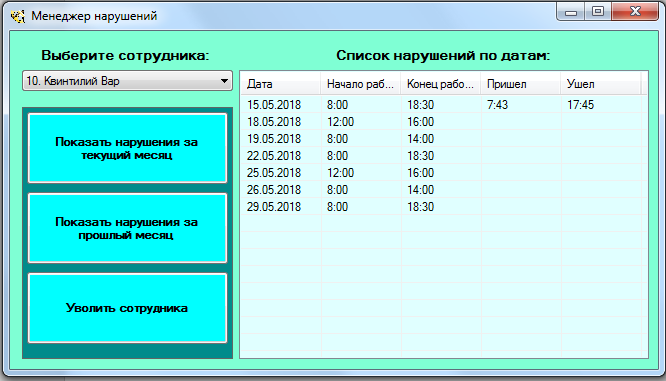 Менеджер нарушений
Выберите сотрудника:
10. Квинтилий Вар
Показать нарушения за
текущий месяц
Показать нарушения за
прошлый месяц
Уволить сотрудника
Список нарушений по датам:
Дата Начало раб... Конец рабо... Пришел Ушел
15.05.2018 8:00 18:30 7:43 17:45
18.05.2018 12:00 16:00
19.05.2018 8:00 14:00
22.05.2018 8:00 18:30
25.05.2018 12:00 16:00
26.05.2018 8:00 14:00
29.05.2018 8:00 18:30